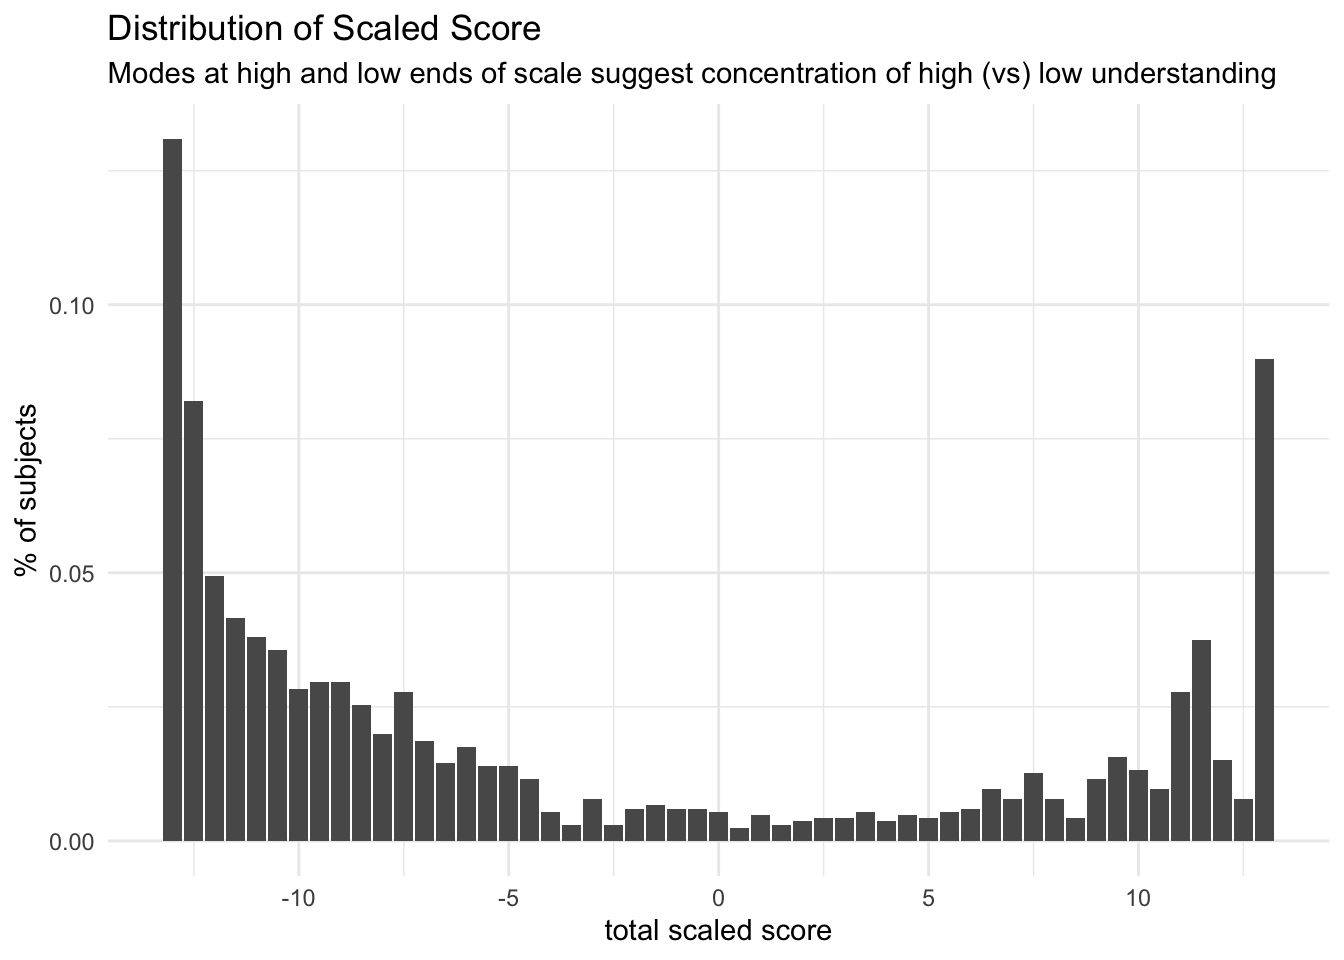 Distribution of Scaled Score
Modes at high and low ends of scale suggest concentration of high (vs) low understanding
% of subjects
0.10
0.05
0.00
-10 -5 0 5 10
total scaled score